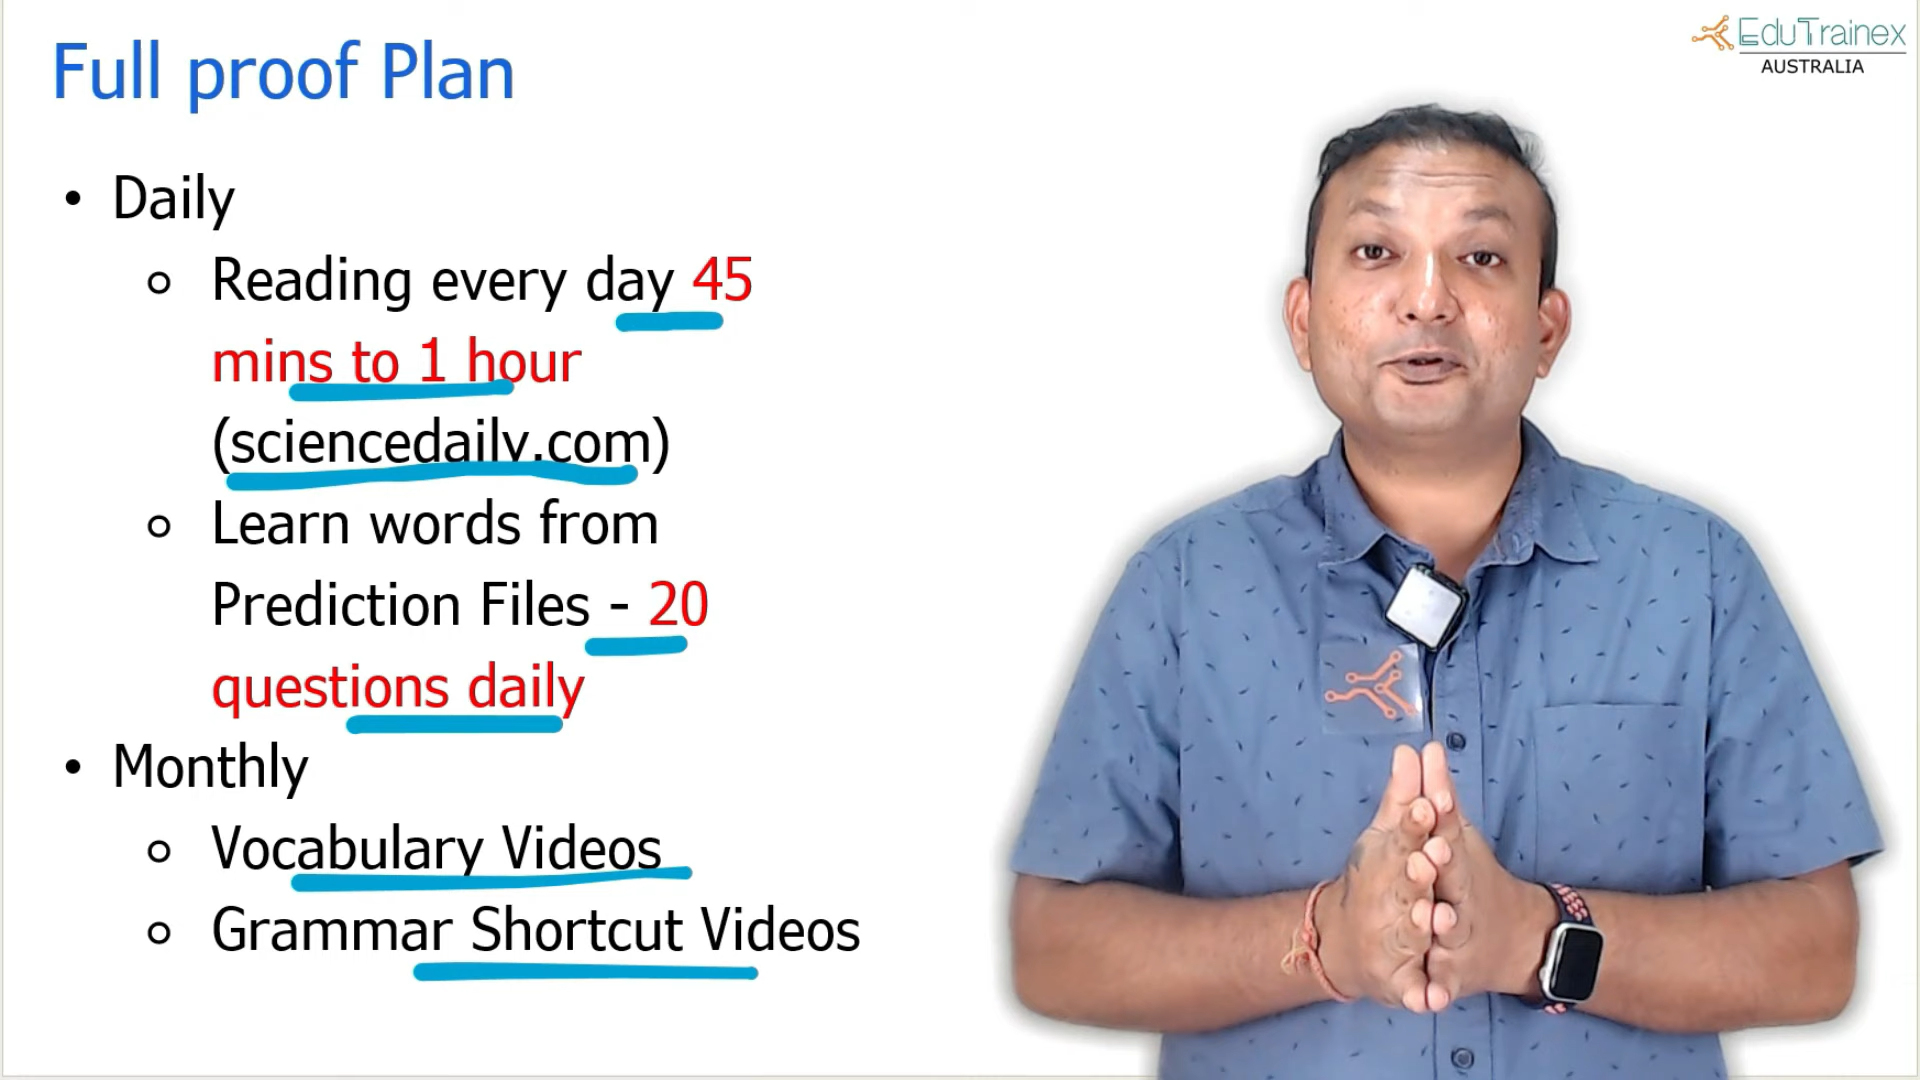 Full proof Plan
EduTrainex
AUSTRALIA
• Daily
Reading every day 45
mins to 1 hour
(sciencedaily.com)
Learn words from
Prediction Files - 20
questions daily
• Monthly
Vocabulary Videos
Grammar Shortcut Videos